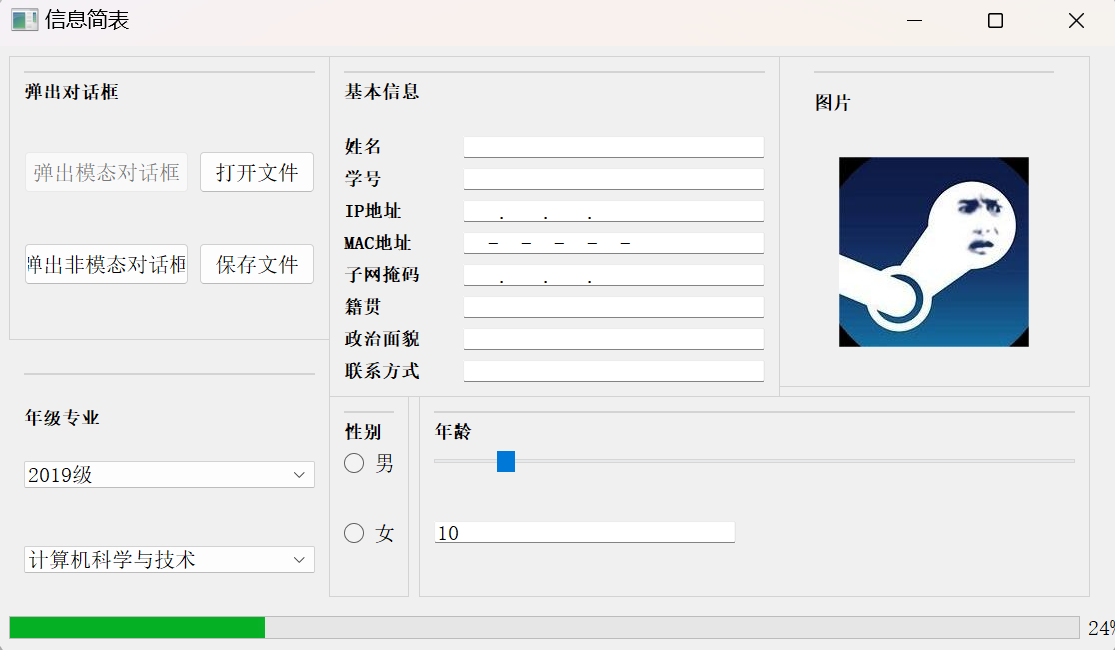 信息简表
弹出对话框
弹出模态对话框
打开文件
弹出非模态对话框
保存文件
年级专业
2019级
计算机科学与技术
基本信息
姓名
学号
IP地址
. . .
MAC地址
– – – – –
子网掩码
. . .
籍贯
政治面貌
联系方式
图片
性别
男
女
年龄
10
24%